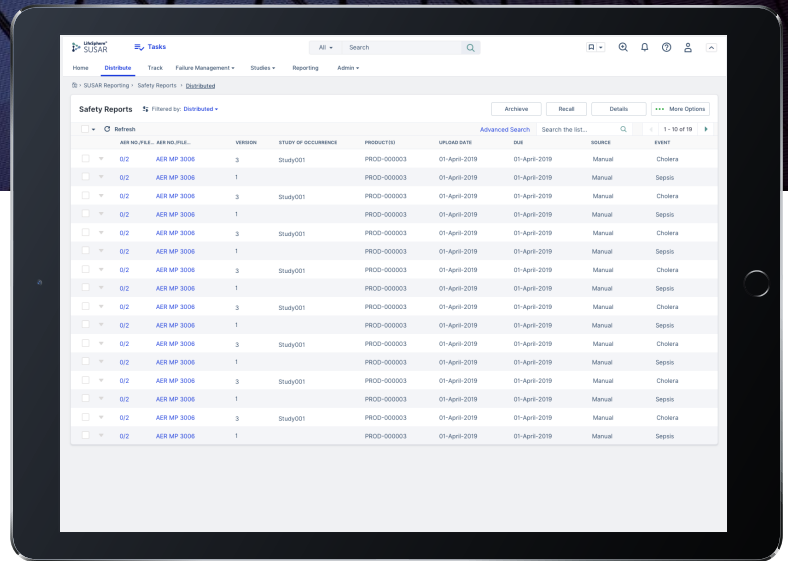 LifeSphere®
SUSAR
Tasks
All Search
Home Distribute Track Failure Management Studies Reporting Admin
SUSAR Reporting › Safety Reports › Distributed
Safety Reports Filtered by: Distributed Archieve Recall Details More Options
Refresh Advanced Search Search the list... 1 - 10 of 19
AER NO./FILE... AER NO./FILE... VERSION STUDY OF OCCURRENCE PRODUCT(S) UPLOAD DATE DUE SOURCE EVENT
0/2 AER MP 3006 3 Study001 PROD-000003 01-April-2019 01-April-2019 Manual Cholera
0/2 AER MP 3006 1 PROD-000003 01-April-2019 01-April-2019 Manual Sepsis
0/2 AER MP 3006 3 Study001 PROD-000003 01-April-2019 01-April-2019 Manual Cholera
0/2 AER MP 3006 1 PROD-000003 01-April-2019 01-April-2019 Manual Sepsis
0/2 AER MP 3006 3 Study001 PROD-000003 01-April-2019 01-April-2019 Manual Cholera
0/2 AER MP 3006 1 PROD-000003 01-April-2019 01-April-2019 Manual Sepsis
0/2 AER MP 3006 3 Study001 PROD-000003 01-April-2019 01-April-2019 Manual Cholera
0/2 AER MP 3006 1 PROD-000003 01-April-2019 01-April-2019 Manual Sepsis
0/2 AER MP 3006 3 Study001 PROD-000003 01-April-2019 01-April-2019 Manual Cholera
0/2 AER MP 3006 1 PROD-000003 01-April-2019 01-April-2019 Manual Sepsis
0/2 AER MP 3006 3 Study001 PROD-000003 01-April-2019 01-April-2019 Manual Cholera
0/2 AER MP 3006 1 PROD-000003 01-April-2019 01-April-2019 Manual Sepsis
0/2 AER MP 3006 3 Study001 PROD-000003 01-April-2019 01-April-2019 Manual Cholera
0/2 AER MP 3006 1 PROD-000003 01-April-2019 01-April-2019 Manual Sepsis
0/2 AER MP 3006 3 Study001 PROD-000003 01-April-2019 01-April-2019 Manual Cholera
0/2 AER MP 3006 1 PROD-000003 01-April-2019 01-April-2019 Manual Sepsis